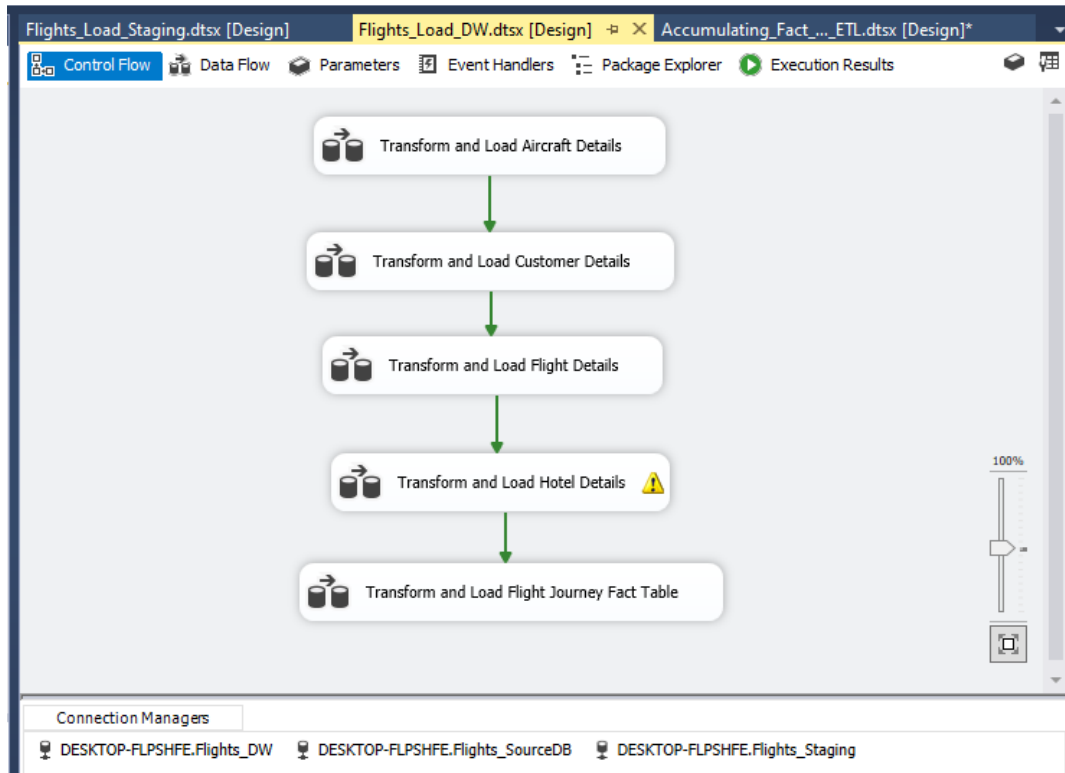 Flights_Load_Staging.dtsx [Design]
Flights_Load_DW.dtsx [Design]
Accumulating_Fact_..._ETL.dtsx [Design]*
Control Flow
Data Flow
Parameters
Event Handlers
Package Explorer
Execution Results
Transform and Load Aircraft Details
Transform and Load Customer Details
Transform and Load Flight Details
Transform and Load Hotel Details
100%
Transform and Load Flight Journey Fact Table
Connection Managers
DESKTOP-FLPSHFE.Flights_DW
DESKTOP-FLPSHFE.Flights_SourceDB
DESKTOP-FLPSHFE.Flights_Staging